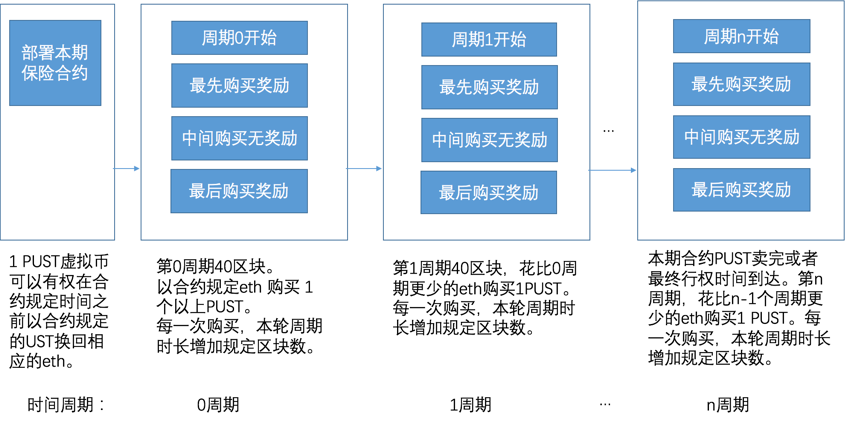 部署本期
保险合约
周期0开始
最先购买奖励
中间购买无奖励
最后购买奖励
周期1开始
最先购买奖励
中间购买无奖励
最后购买奖励
...
周期n开始
最先购买奖励
中间购买无奖励
最后购买奖励
1 PUST虚拟币
可以有权在合
约规定时间之
前以合约规定
的UST换回相
应的eth。
第0周期40区块。
以合约规定eth 购买 1
个以上PUST。
每一次购买，本轮周期
时长增加规定区块数。
第1周期40区块，花比0周
期更少的eth购买1PUST。
每一次购买，本轮周期时
长增加规定区块数。
本期合约PUST卖完或者
最终行权时间到达。第n
周期，花比n-1个周期更
少的eth购买1 PUST。每
一次购买，本轮周期时长
增加规定区块数。
时间周期： 0周期 1周期 ... n周期